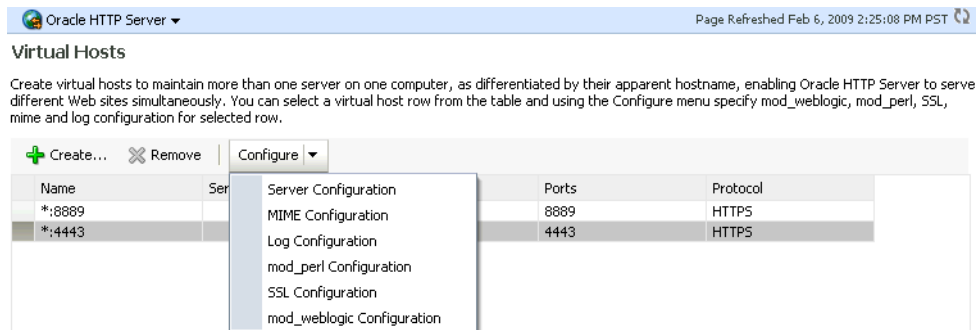 Oracle HTTP Server
Page Refreshed Feb 6, 2009 2:25:08 PM PST
Virtual Hosts
Create virtual hosts to maintain more than one server on one computer, as differentiated by their apparent hostname, enabling Oracle HTTP Server to serve
different Web sites simultaneously. You can select a virtual host row from the table and using the Configure menu specify mod_weblogic, mod_perl, SSL,
mime and log configuration for selected row.
Create... Remove Configure
Name Ser Ports Protocol
*:8889 8889 HTTPS
*:4443 4443 HTTPS
Server Configuration
MIME Configuration
Log Configuration
mod_perl Configuration
SSL Configuration
mod_weblogic Configuration